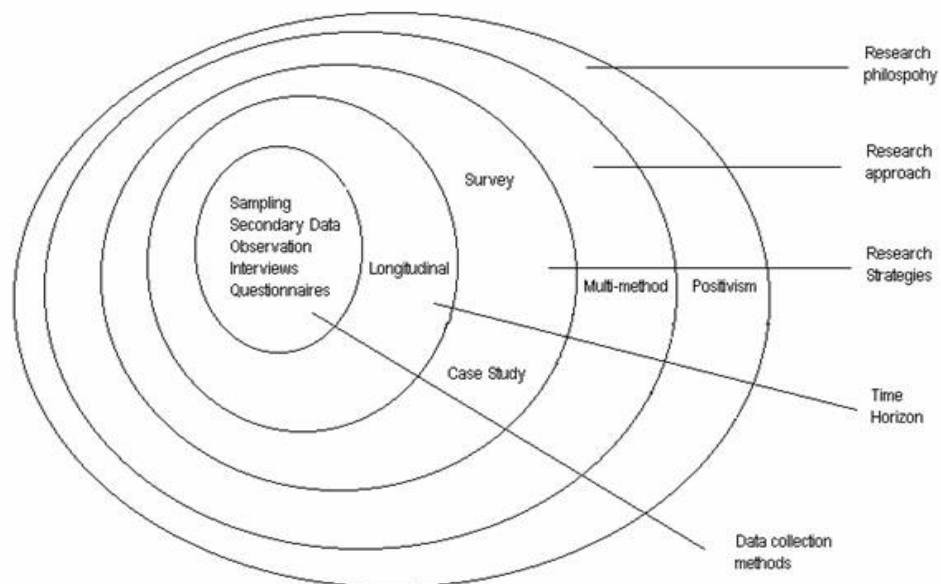 Research
philospohy
Research
approach
Survey
Sampling
Secondary Data
Observation
Interviews
Questionnaires
Longitudinal
Research
Strategies
Multi-method
Positivism
Case Study
Time
Horizon
Data collection
methods